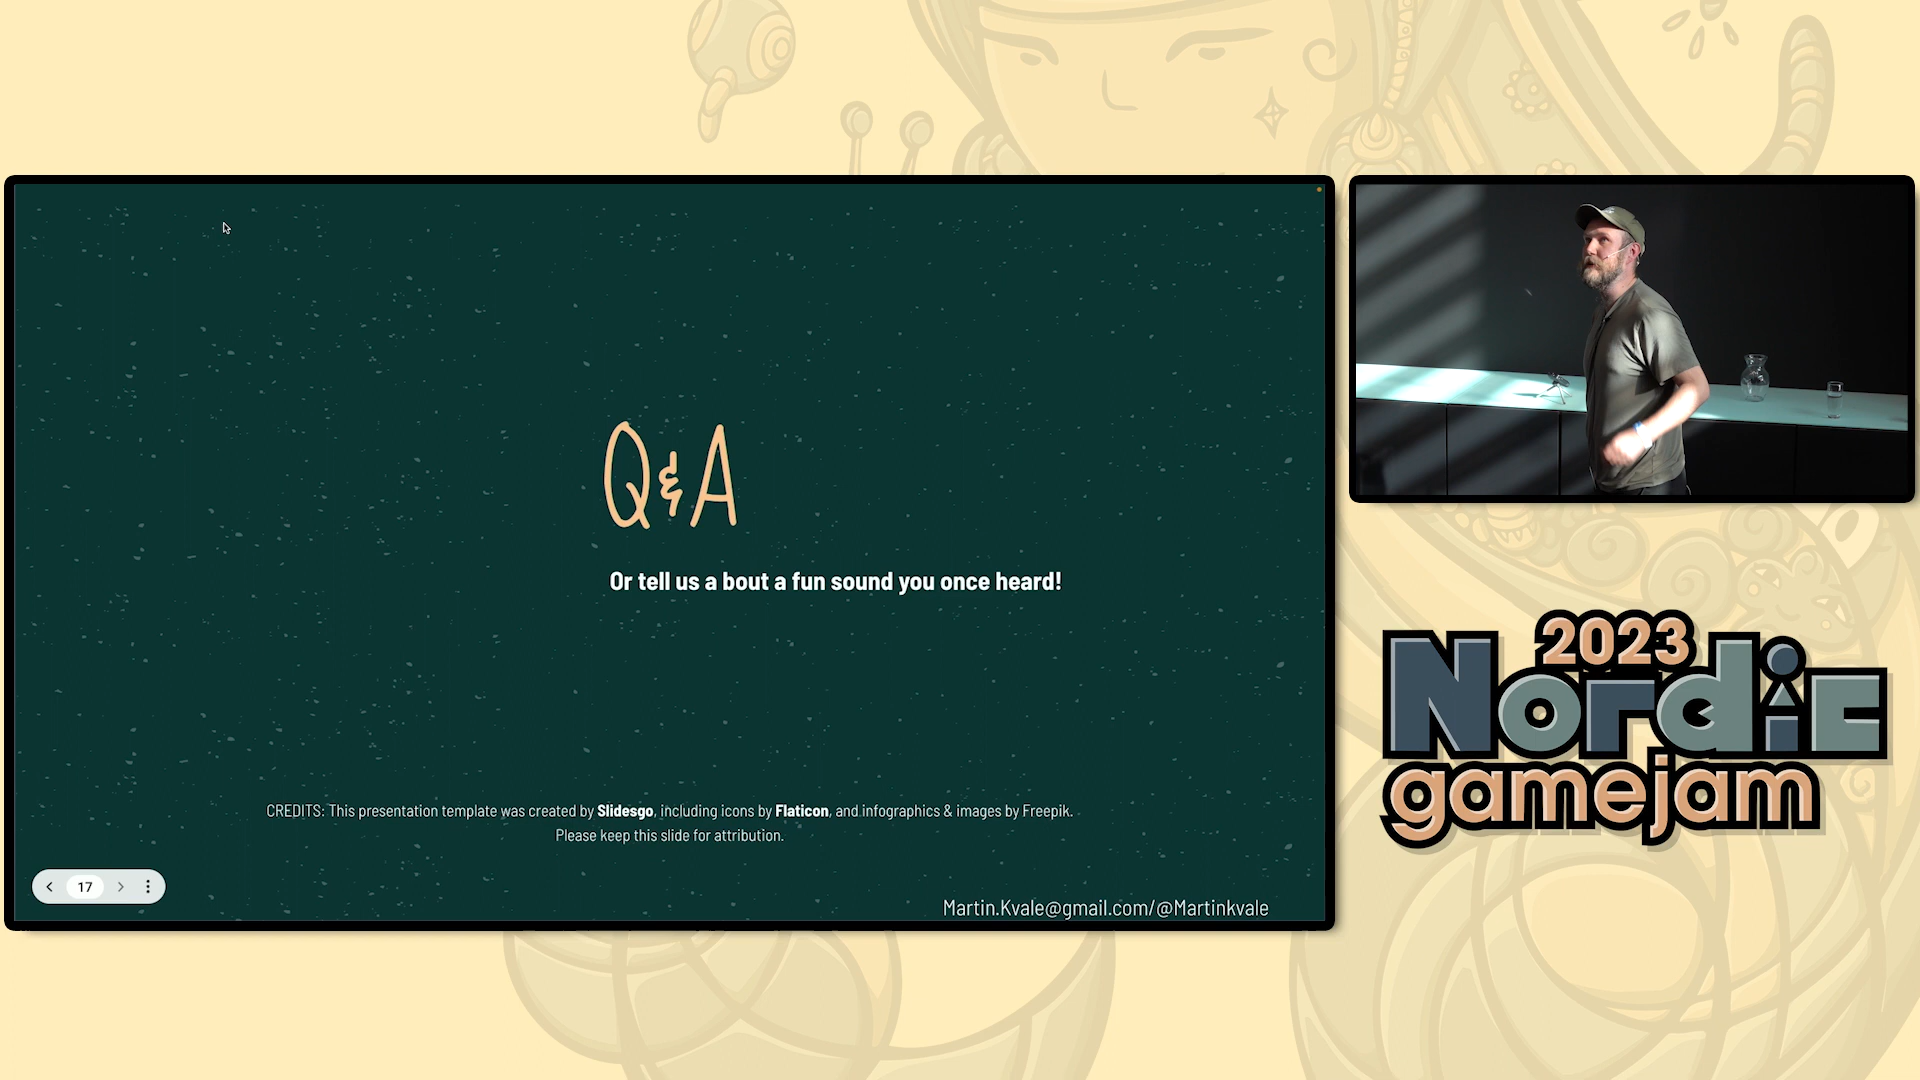 Q&A
Or tell us a bout a fun sound you once heard!
CREDITS: This presentation template was created by Slidesgo, including icons by Flaticon, and infographics & images by Freepik.
Please keep this slide for attribution.
17
Martin.Kvale@gmail.com/@Martinkvale
2023
Nordic
gamejam